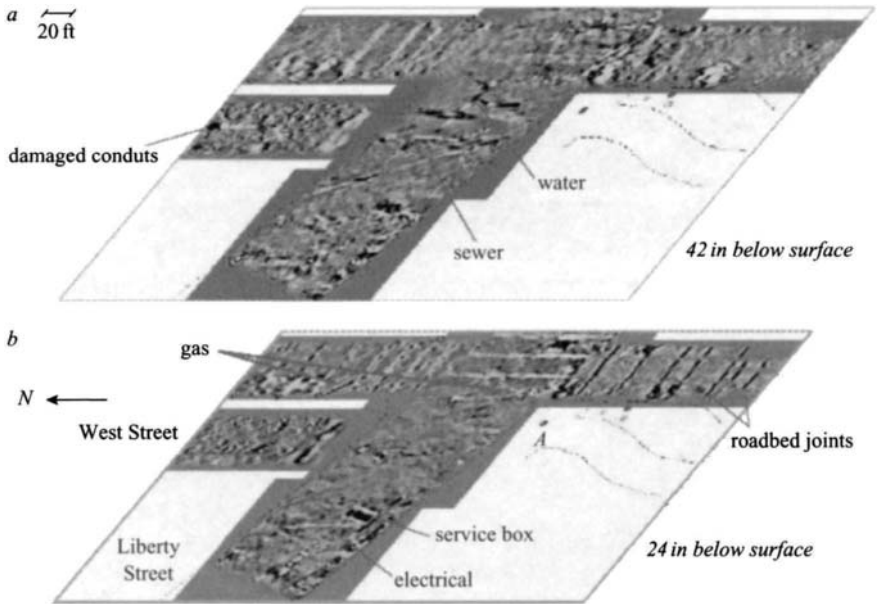 a
20 ft
damaged conduts
water
sewer
42 in below surface
b
gas
N
West Street
A
roadbed joints
service box
Liberty
Street
electrical
24 in below surface